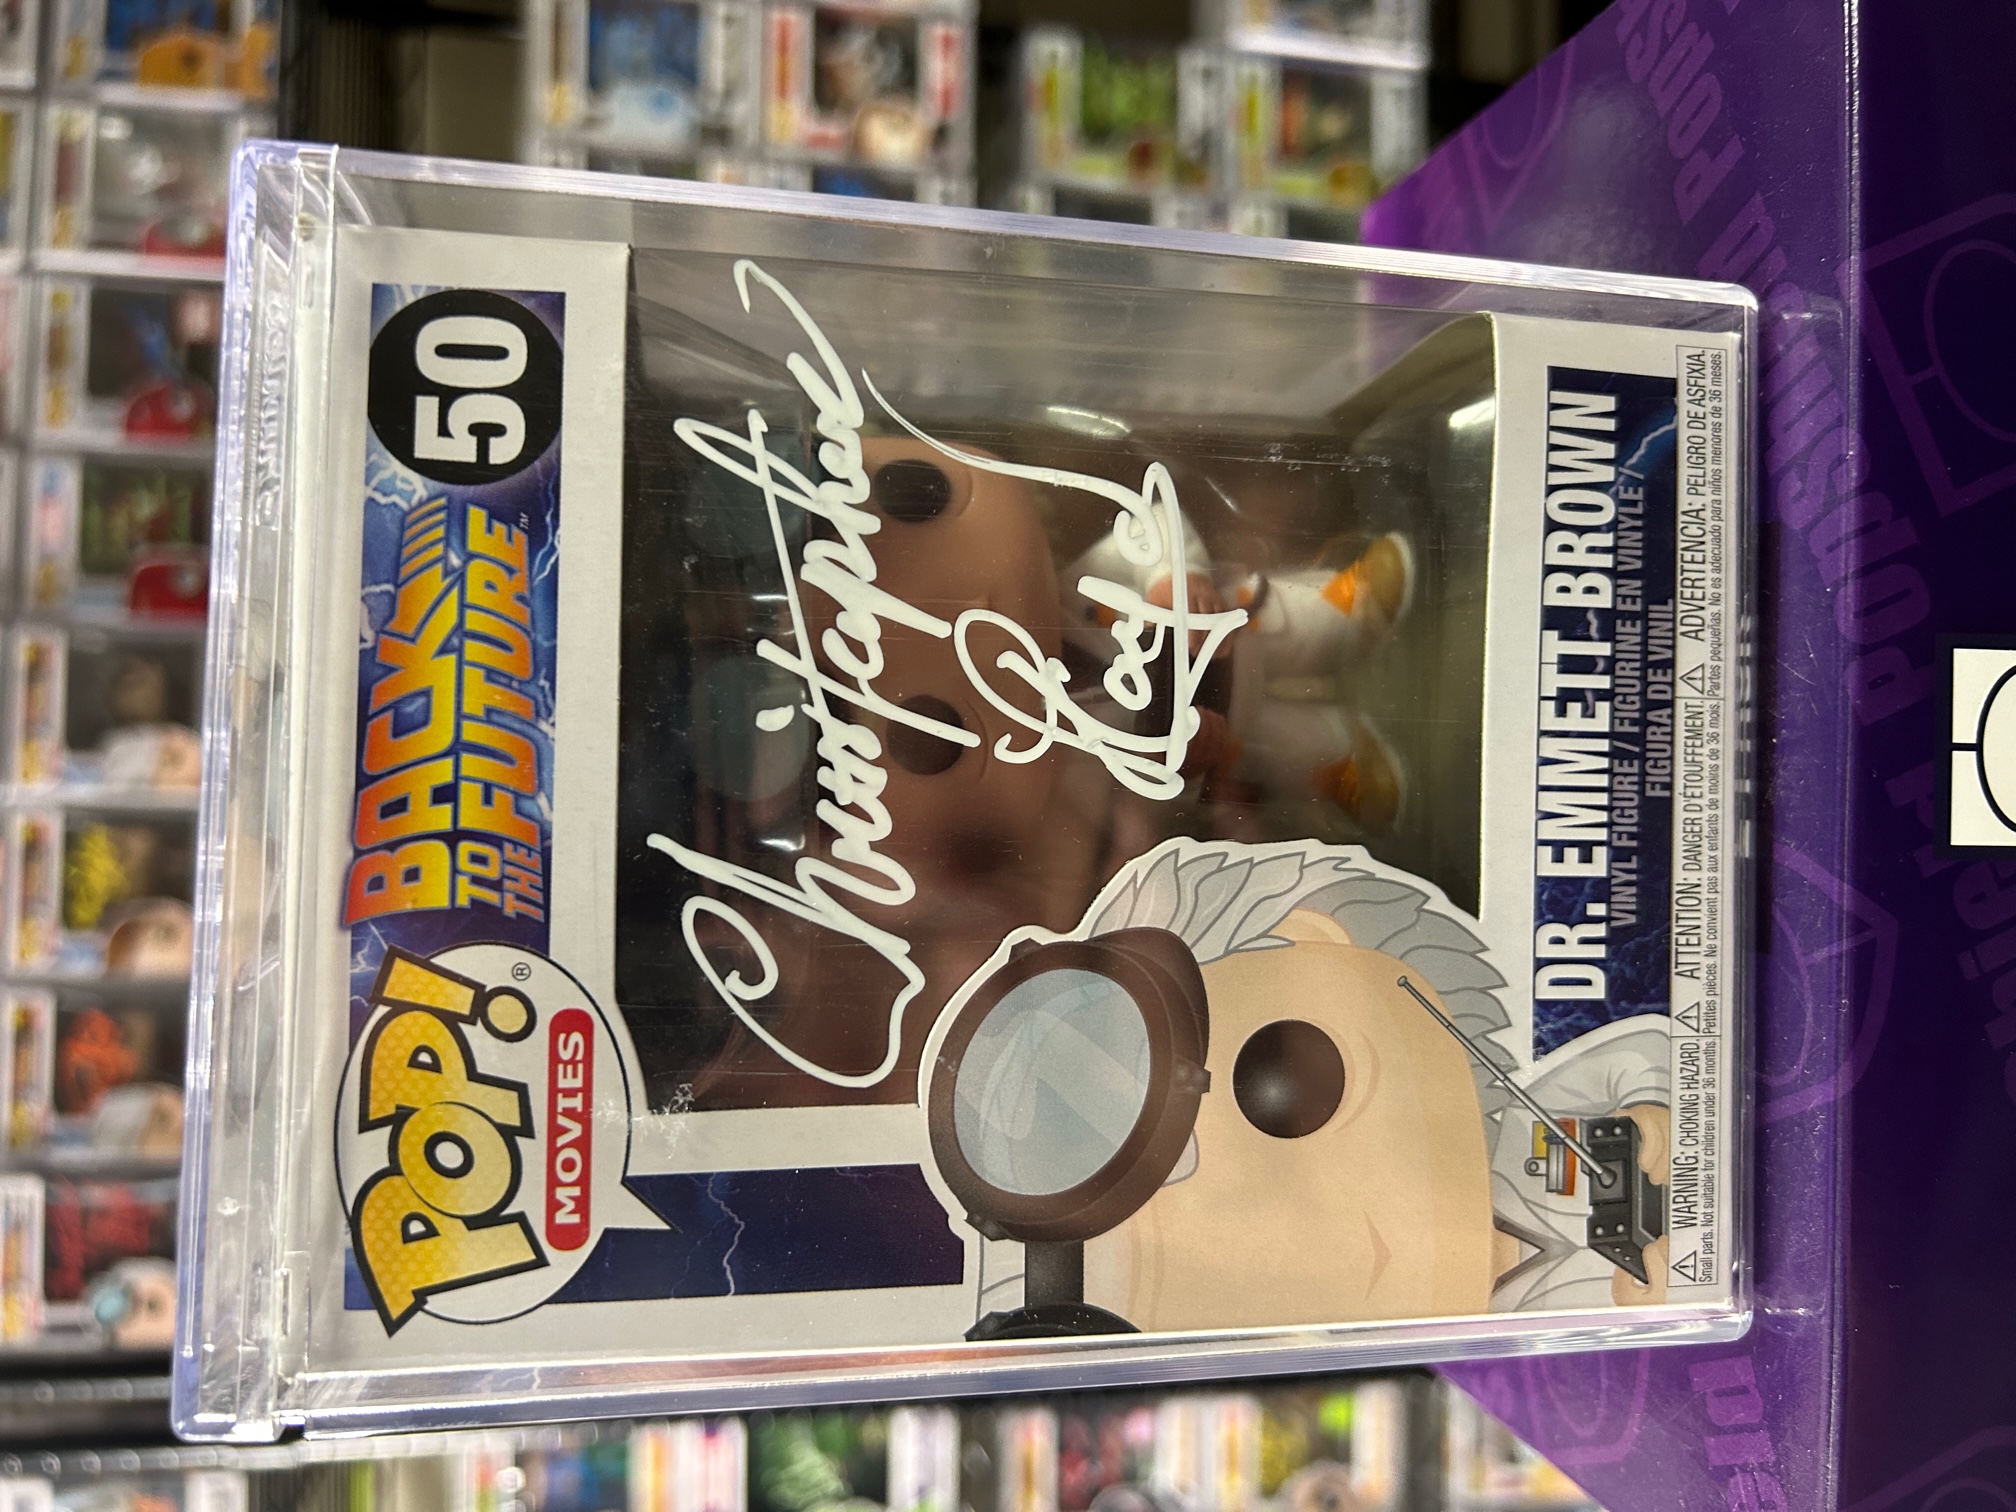 BACK
TO
THE FUTURE™
50
POP!®
MOVIES
Christopher
Lloyd
DR. EMMETT BROWN
VINYL FIGURE / FIGURINE EN VINYLE /
FIGURA DE VINIL
⚠ WARNING: CHOKING HAZARD.
Small parts. Not suitable for children under 36 months.
⚠ ATTENTION: DANGER D'ÉTOUFFEMENT.
Petites pièces. Ne convient pas aux enfants de moins de 36 mois.
⚠ ADVERTENCIA: PELIGRO DE ASFIXIA.
Partes pequeñas. No es adecuado para niños menores de 36 meses.